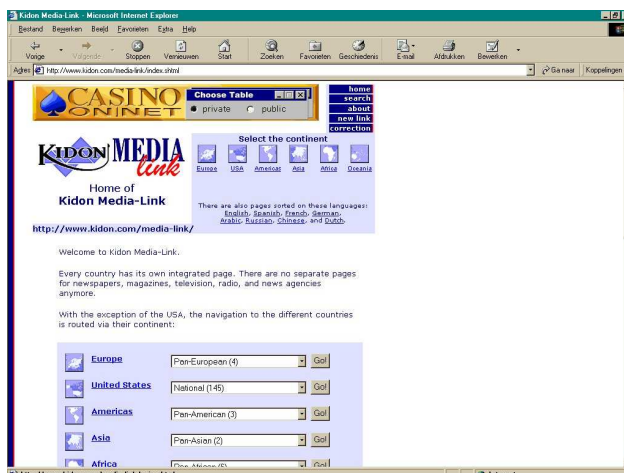 Kidon Media-Link - Microsoft Internet Explorer
Bestand Bewerken Beeld Favorieten Extra Help
Vorige Volgende Stoppen Vernieuwen Start Zoeken Favorieten Geschiedenis E-mail Afdrukken Bewerken
Adres http://www.kidon.com/media-link/index.shtml Ga naar Koppelingen
CASINO
ON NET
Choose Table
private public
home
search
about
new link
correction
KIDON MEDIA
link
Home of
Kidon Media-Link
http://www.kidon.com/media-link/
Select the continent
Europe USA Americas Asia Africa Oceania
There are also pages sorted on these languages:
English, Spanish, French, German,
Arabic, Russian, Chinese, and Dutch.
Welcome to Kidon Media-Link.
Every country has its own integrated page. There are no separate pages
for newspapers, magazines, television, radio, and news agencies
anymore.
With the exception of the USA, the navigation to the different countries
is routed via their continent:
Europe Pan-European (4) Go!
United States National (145) Go!
Americas Pan-American (3) Go!
Asia Pan-Asian (2) Go!
Africa Pan-African (5) Go!